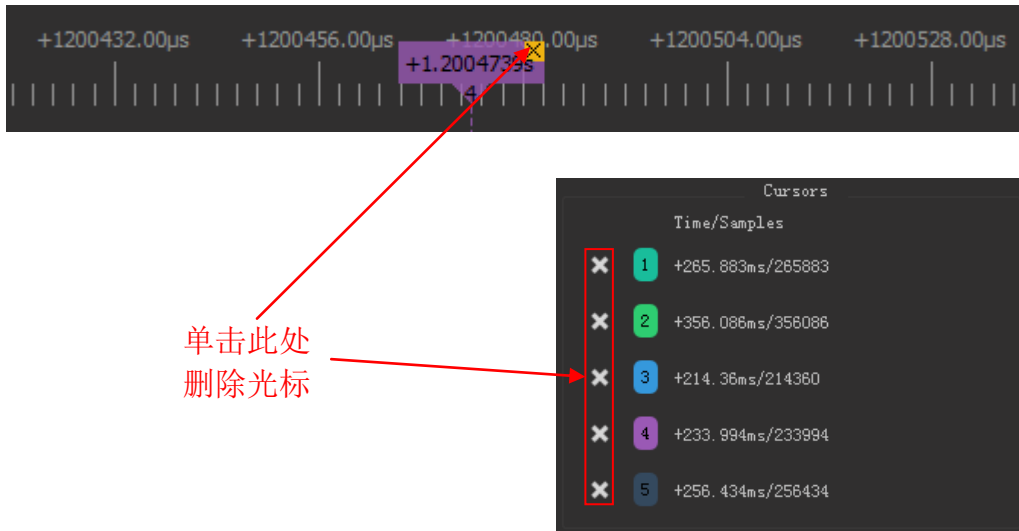 +1200432.00µs +1200456.00µs +1200480.00µs +1200504.00µs +1200528.00µs
+1.2004739s
4
Cursors
Time/Samples
1 +265.883ms/265883
2 +356.086ms/356086
3 +214.36ms/214360
4 +233.994ms/233994
5 +256.434ms/256434
单击此处
删除光标